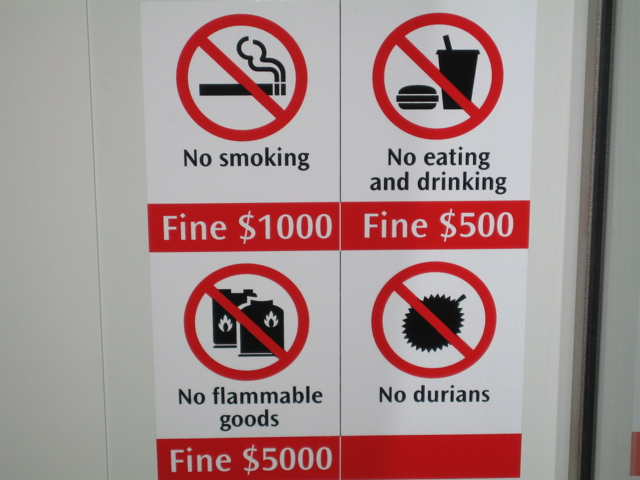 No smoking
Fine $1000
No eating
and drinking
Fine $500
No flammable
goods
Fine $5000
No durians